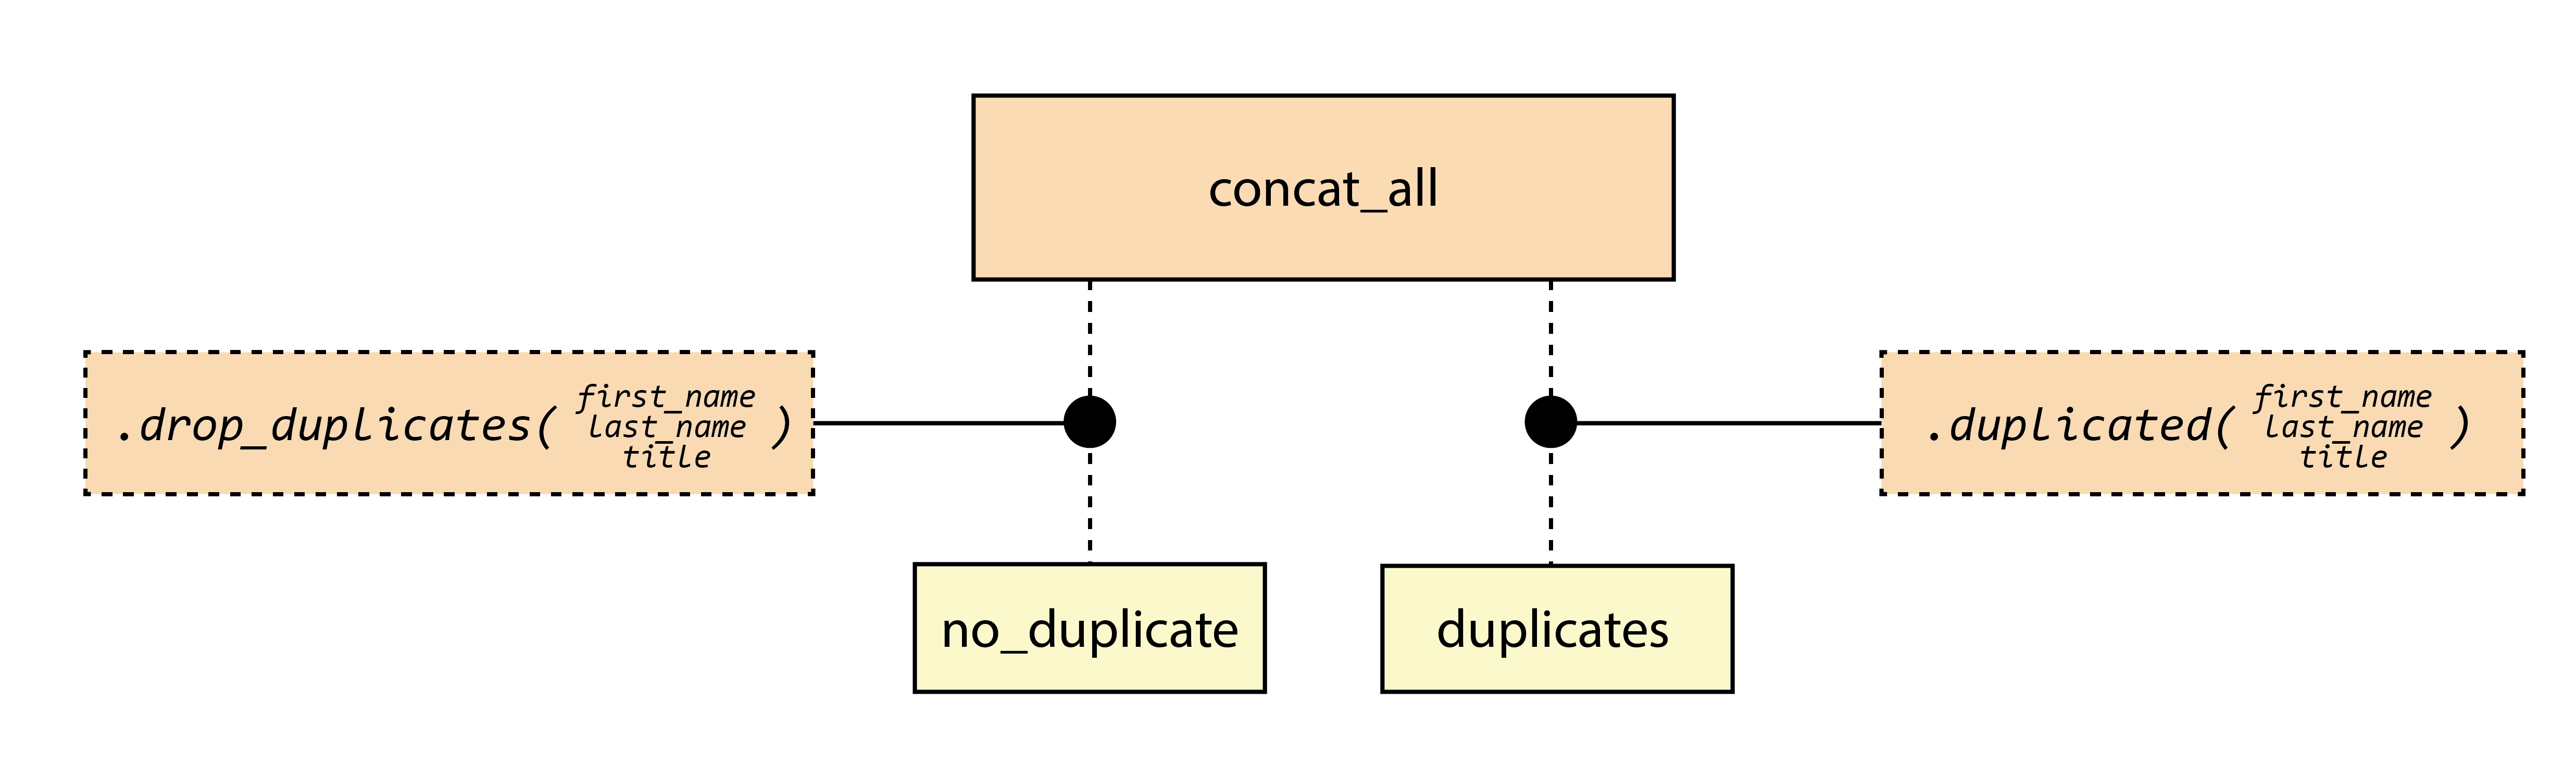 concat_all
.drop_duplicates( first_name
last_name
title )
.duplicated( first_name
last_name
title )
no_duplicate
duplicates